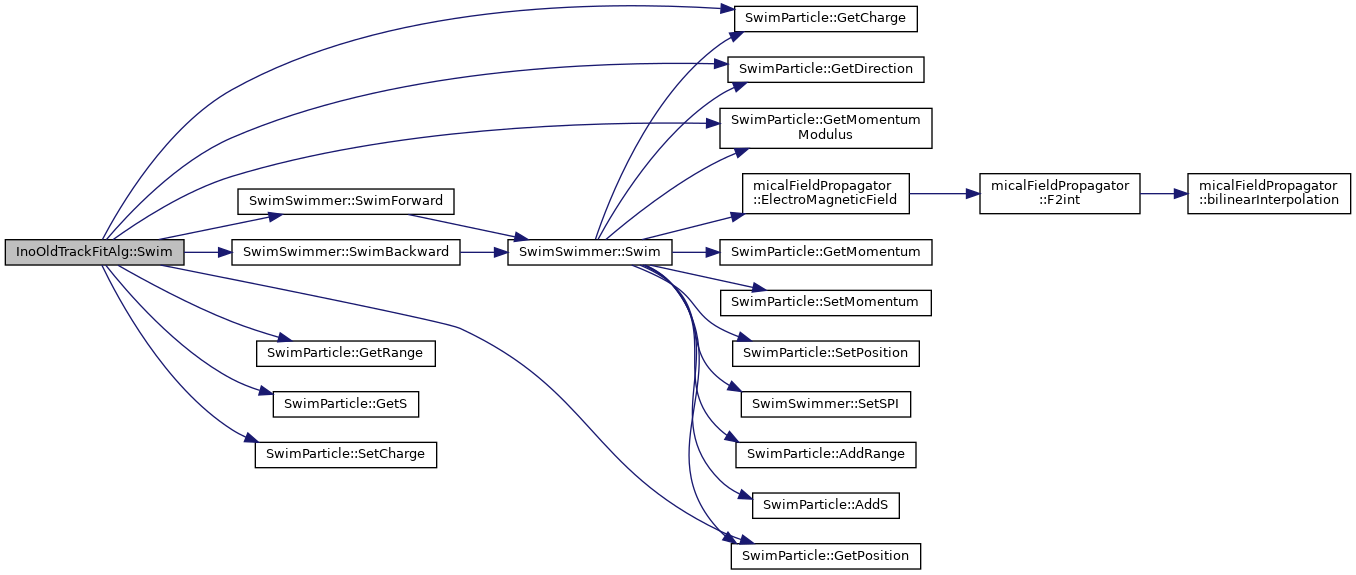 SwimParticle::GetCharge
SwimParticle::GetDirection
SwimParticle::GetMomentum
Modulus
SwimSwimmer::SwimForward
micalFieldPropagator
::ElectroMagneticField
micalFieldPropagator
::F2int
micalFieldPropagator
::bilinearInterpolation
InoOldTrackFitAlg::Swim
SwimSwimmer::SwimBackward
SwimSwimmer::Swim
SwimParticle::GetMomentum
SwimParticle::SetMomentum
SwimParticle::GetRange
SwimParticle::SetPosition
SwimParticle::GetS
SwimSwimmer::SetSPI
SwimParticle::SetCharge
SwimParticle::AddRange
SwimParticle::AddS
SwimParticle::GetPosition